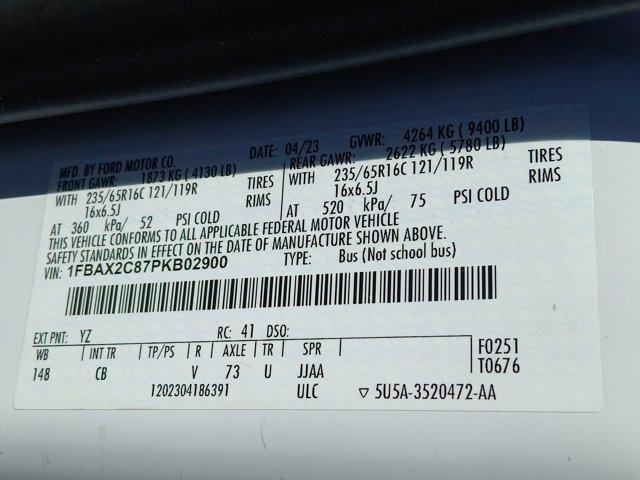 MFD. BY FORD MOTOR CO. DATE: 04/23 GVWR: 4264 KG ( 9400 LB)
FRONT GAWR: 1873 KG ( 4130 LB) REAR GAWR: 2622 KG ( 5780 LB)
WITH 235/65R16C 121/119R TIRES WITH 235/65R16C 121/119R TIRES
16x6.5J RIMS 16x6.5J RIMS
AT 360 kPa/ 52 PSI COLD AT 520 kPa/ 75 PSI COLD
THIS VEHICLE CONFORMS TO ALL APPLICABLE FEDERAL MOTOR VEHICLE
SAFETY STANDARDS IN EFFECT ON THE DATE OF MANUFACTURE SHOWN ABOVE.
VIN: 1FBAX2C87PKB02900 TYPE: Bus (Not school bus)
EXT PNT: YZ RC: 41 DSO:
WB INT TR TP/PS R AXLE TR SPR F0251
148 CB V 73 U JJAA T0676
1202304186391 ULC ▽ 5U5A-3520472-AA